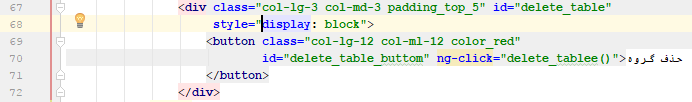 67 <div class="col-lg-3 col-md-3 padding_top_5" id="delete_table"
68 style="display: block">
69 <button class="col-lg-12 col-ml-12 color_red"
70 id="delete_table_buttom" ng-click="delete_tablee()">حذف گروه
71 </button>
72 </div>